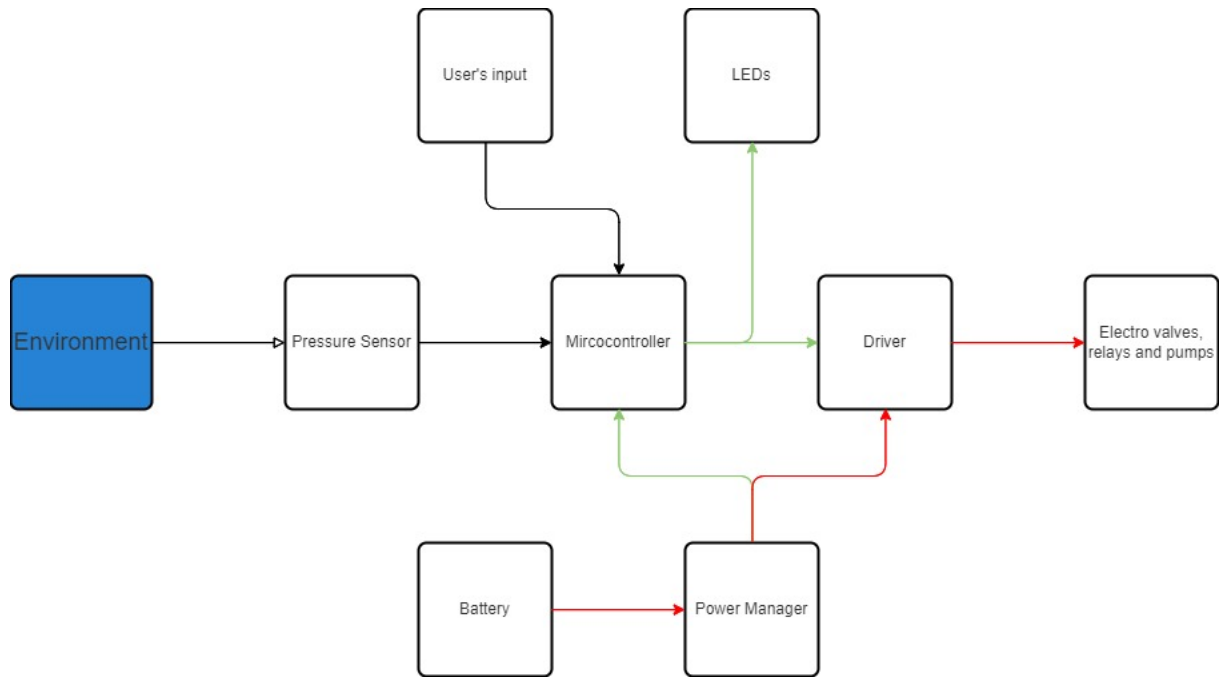 User's input
LEDs
Environment
Pressure Sensor
Mircocontroller
Driver
Electro valves,
relays and pumps
Battery
Power Manager